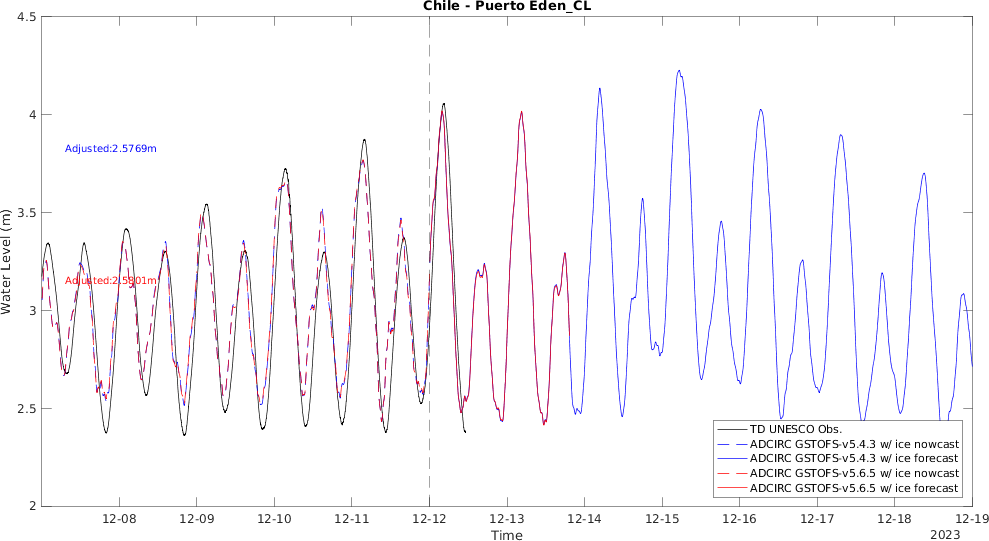 Chile - Puerto Eden_CL
4.5
4
3.5
3
2.5
2
Water Level (m)
Adjusted:2.5769m
Adjusted:2.5801m
TD UNESCO Obs.
ADCIRC GSTOFS-v5.4.3 w/ ice nowcast
ADCIRC GSTOFS-v5.4.3 w/ ice forecast
ADCIRC GSTOFS-v5.6.5 w/ ice nowcast
ADCIRC GSTOFS-v5.6.5 w/ ice forecast
12-08 12-09 12-10 12-11 12-12 12-13 12-14 12-15 12-16 12-17 12-18 12-19
Time
2023